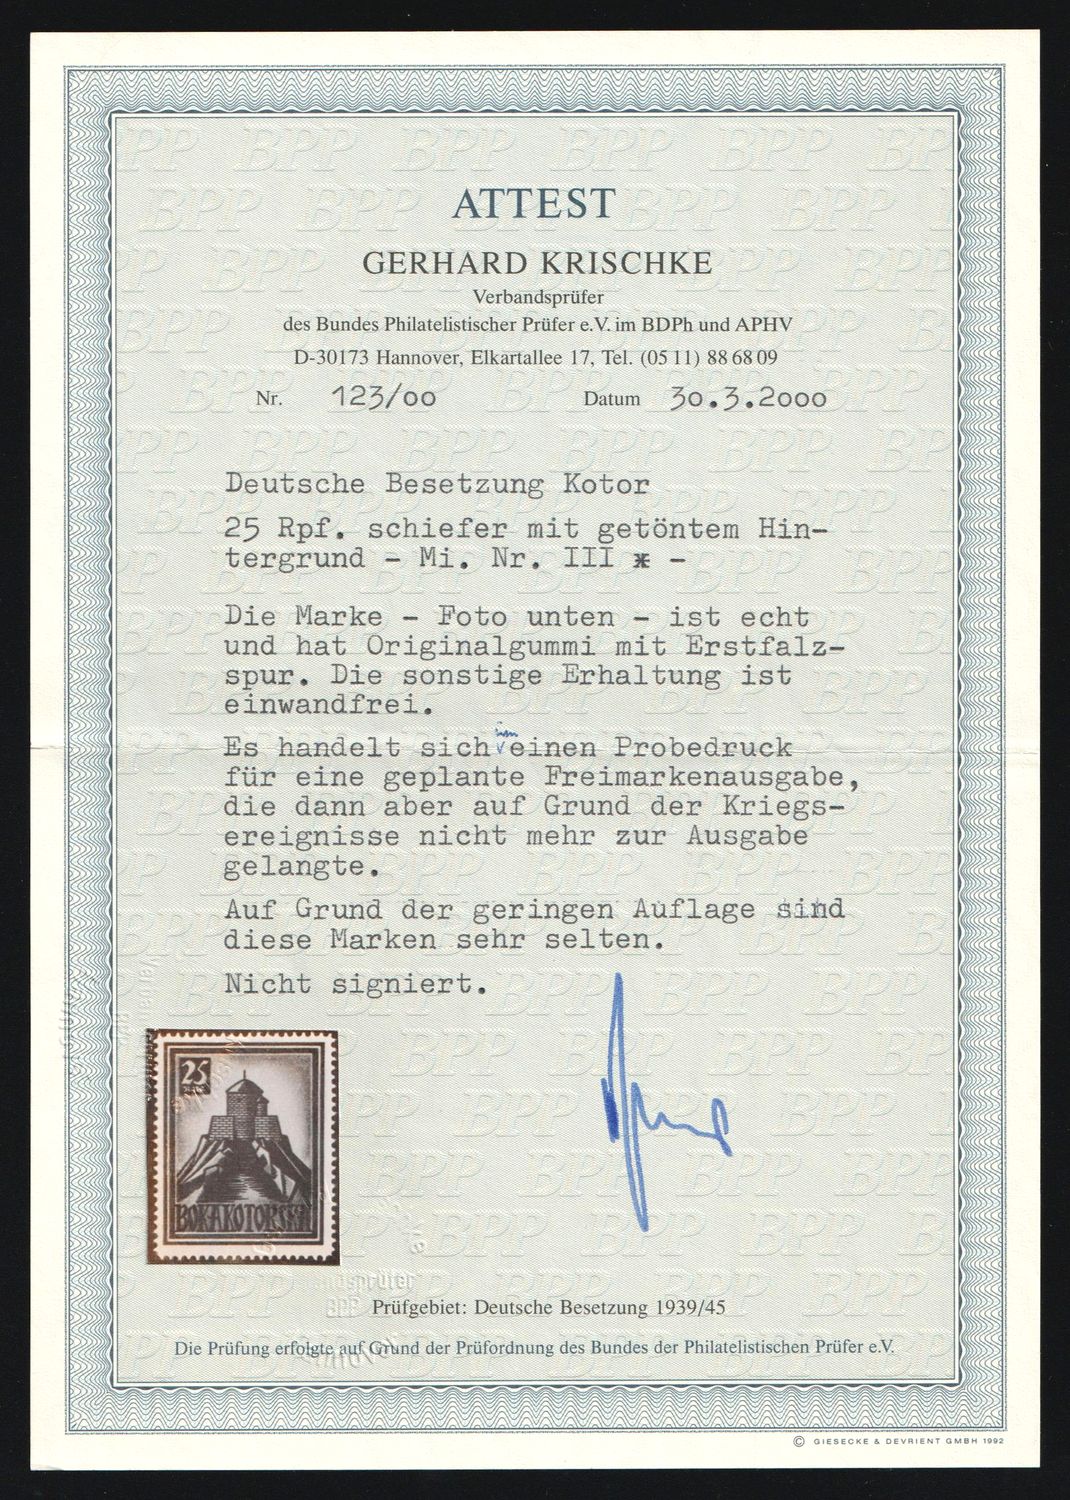 ATTEST
GERHARD KRISCHKE
Verbandsprüfer
des Bundes Philatelistischer Prüfer e.V. im BDPh und APHV
D-30173 Hannover, Elkartallee 17, Tel. (05 11) 88 68 09
Nr. 123/00 Datum 30.3.2000
Deutsche Besetzung Kotor
25 Rpf. schiefer mit getöntem Hin-
tergrund - Mi. Nr. III * -
Die Marke - Foto unten - ist echt
und hat Originalgummi mit Erstfalz-
spur. Die sonstige Erhaltung ist
einwandfrei.
Es handelt sich um einen Probedruck
für eine geplante Freimarkenausgabe,
die dann aber auf Grund der Kriegs-
ereignisse nicht mehr zur Ausgabe
gelangte.
Auf Grund der geringen Auflage sind
diese Marken sehr selten.
Nicht signiert.
25
BOKA KOTORSKA
Prüfgebiet: Deutsche Besetzung 1939/45
Die Prüfung erfolgte auf Grund der Prüfordnung des Bundes der Philatelistischen Prüfer e.V.
© GIESECKE & DEVRIENT GMBH 1992